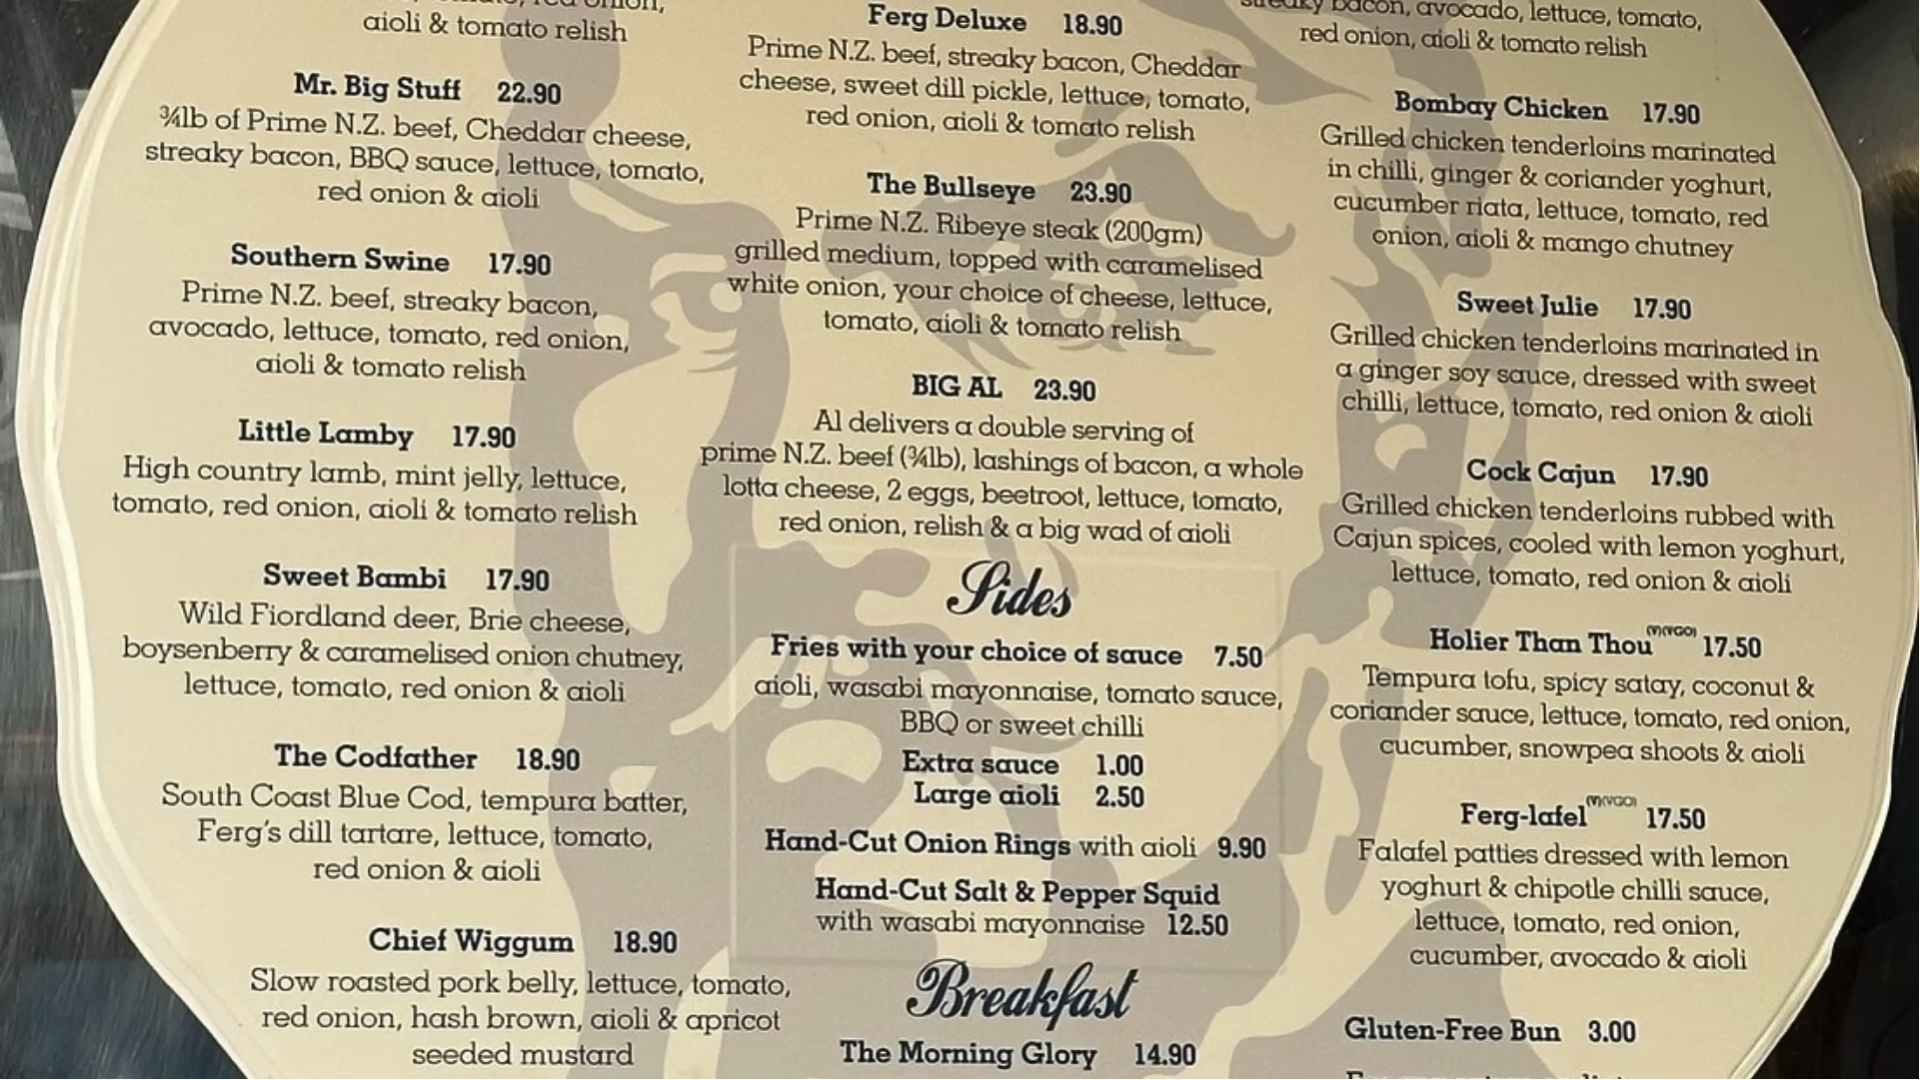 aioli & tomato relish
Mr. Big Stuff 22.90
¾lb of Prime N.Z. beef, Cheddar cheese,
streaky bacon, BBQ sauce, lettuce, tomato,
red onion & aioli
Southern Swine 17.90
Prime N.Z. beef, streaky bacon,
avocado, lettuce, tomato, red onion,
aioli & tomato relish
Little Lamby 17.90
High country lamb, mint jelly, lettuce,
tomato, red onion, aioli & tomato relish
Sweet Bambi 17.90
Wild Fiordland deer, Brie cheese,
boysenberry & caramelised onion chutney,
lettuce, tomato, red onion & aioli
The Codfather 18.90
South Coast Blue Cod, tempura batter,
Ferg's dill tartare, lettuce, tomato,
red onion & aioli
Chief Wiggum 18.90
Slow roasted pork belly, lettuce, tomato,
red onion, hash brown, aioli & apricot
seeded mustard
Ferg Deluxe 18.90
Prime N.Z. beef, streaky bacon, Cheddar
cheese, sweet dill pickle, lettuce, tomato,
red onion, aioli & tomato relish
The Bullseye 23.90
Prime N.Z. Ribeye steak (200gm)
grilled medium, topped with caramelised
white onion, your choice of cheese, lettuce,
tomato, aioli & tomato relish
BIG AL 23.90
Al delivers a double serving of
prime N.Z. beef (¾lb), lashings of bacon, a whole
lotta cheese, 2 eggs, beetroot, lettuce, tomato,
red onion, relish & a big wad of aioli
Sides
Fries with your choice of sauce 7.50
aioli, wasabi mayonnaise, tomato sauce,
BBQ or sweet chilli
Extra sauce 1.00
Large aioli 2.50
Hand-Cut Onion Rings with aioli 9.90
Hand-Cut Salt & Pepper Squid
with wasabi mayonnaise 12.50
Breakfast
The Morning Glory 14.90
streaky bacon, avocado, lettuce, tomato,
red onion, aioli & tomato relish
Bombay Chicken 17.90
Grilled chicken tenderloins marinated
in chilli, ginger & coriander yoghurt,
cucumber riata, lettuce, tomato, red
onion, aioli & mango chutney
Sweet Julie 17.90
Grilled chicken tenderloins marinated in
a ginger soy sauce, dressed with sweet
chilli, lettuce, tomato, red onion & aioli
Cock Cajun 17.90
Grilled chicken tenderloins rubbed with
Cajun spices, cooled with lemon yoghurt,
lettuce, tomato, red onion & aioli
Holier Than Thou (V)(VGO) 17.50
Tempura tofu, spicy satay, coconut &
coriander sauce, lettuce, tomato, red onion,
cucumber, snowpea shoots & aioli
Ferg-lafel (V)(VGO) 17.50
Falafel patties dressed with lemon
yoghurt & chipotle chilli sauce,
lettuce, tomato, red onion,
cucumber, avocado & aioli
Gluten-Free Bun 3.00